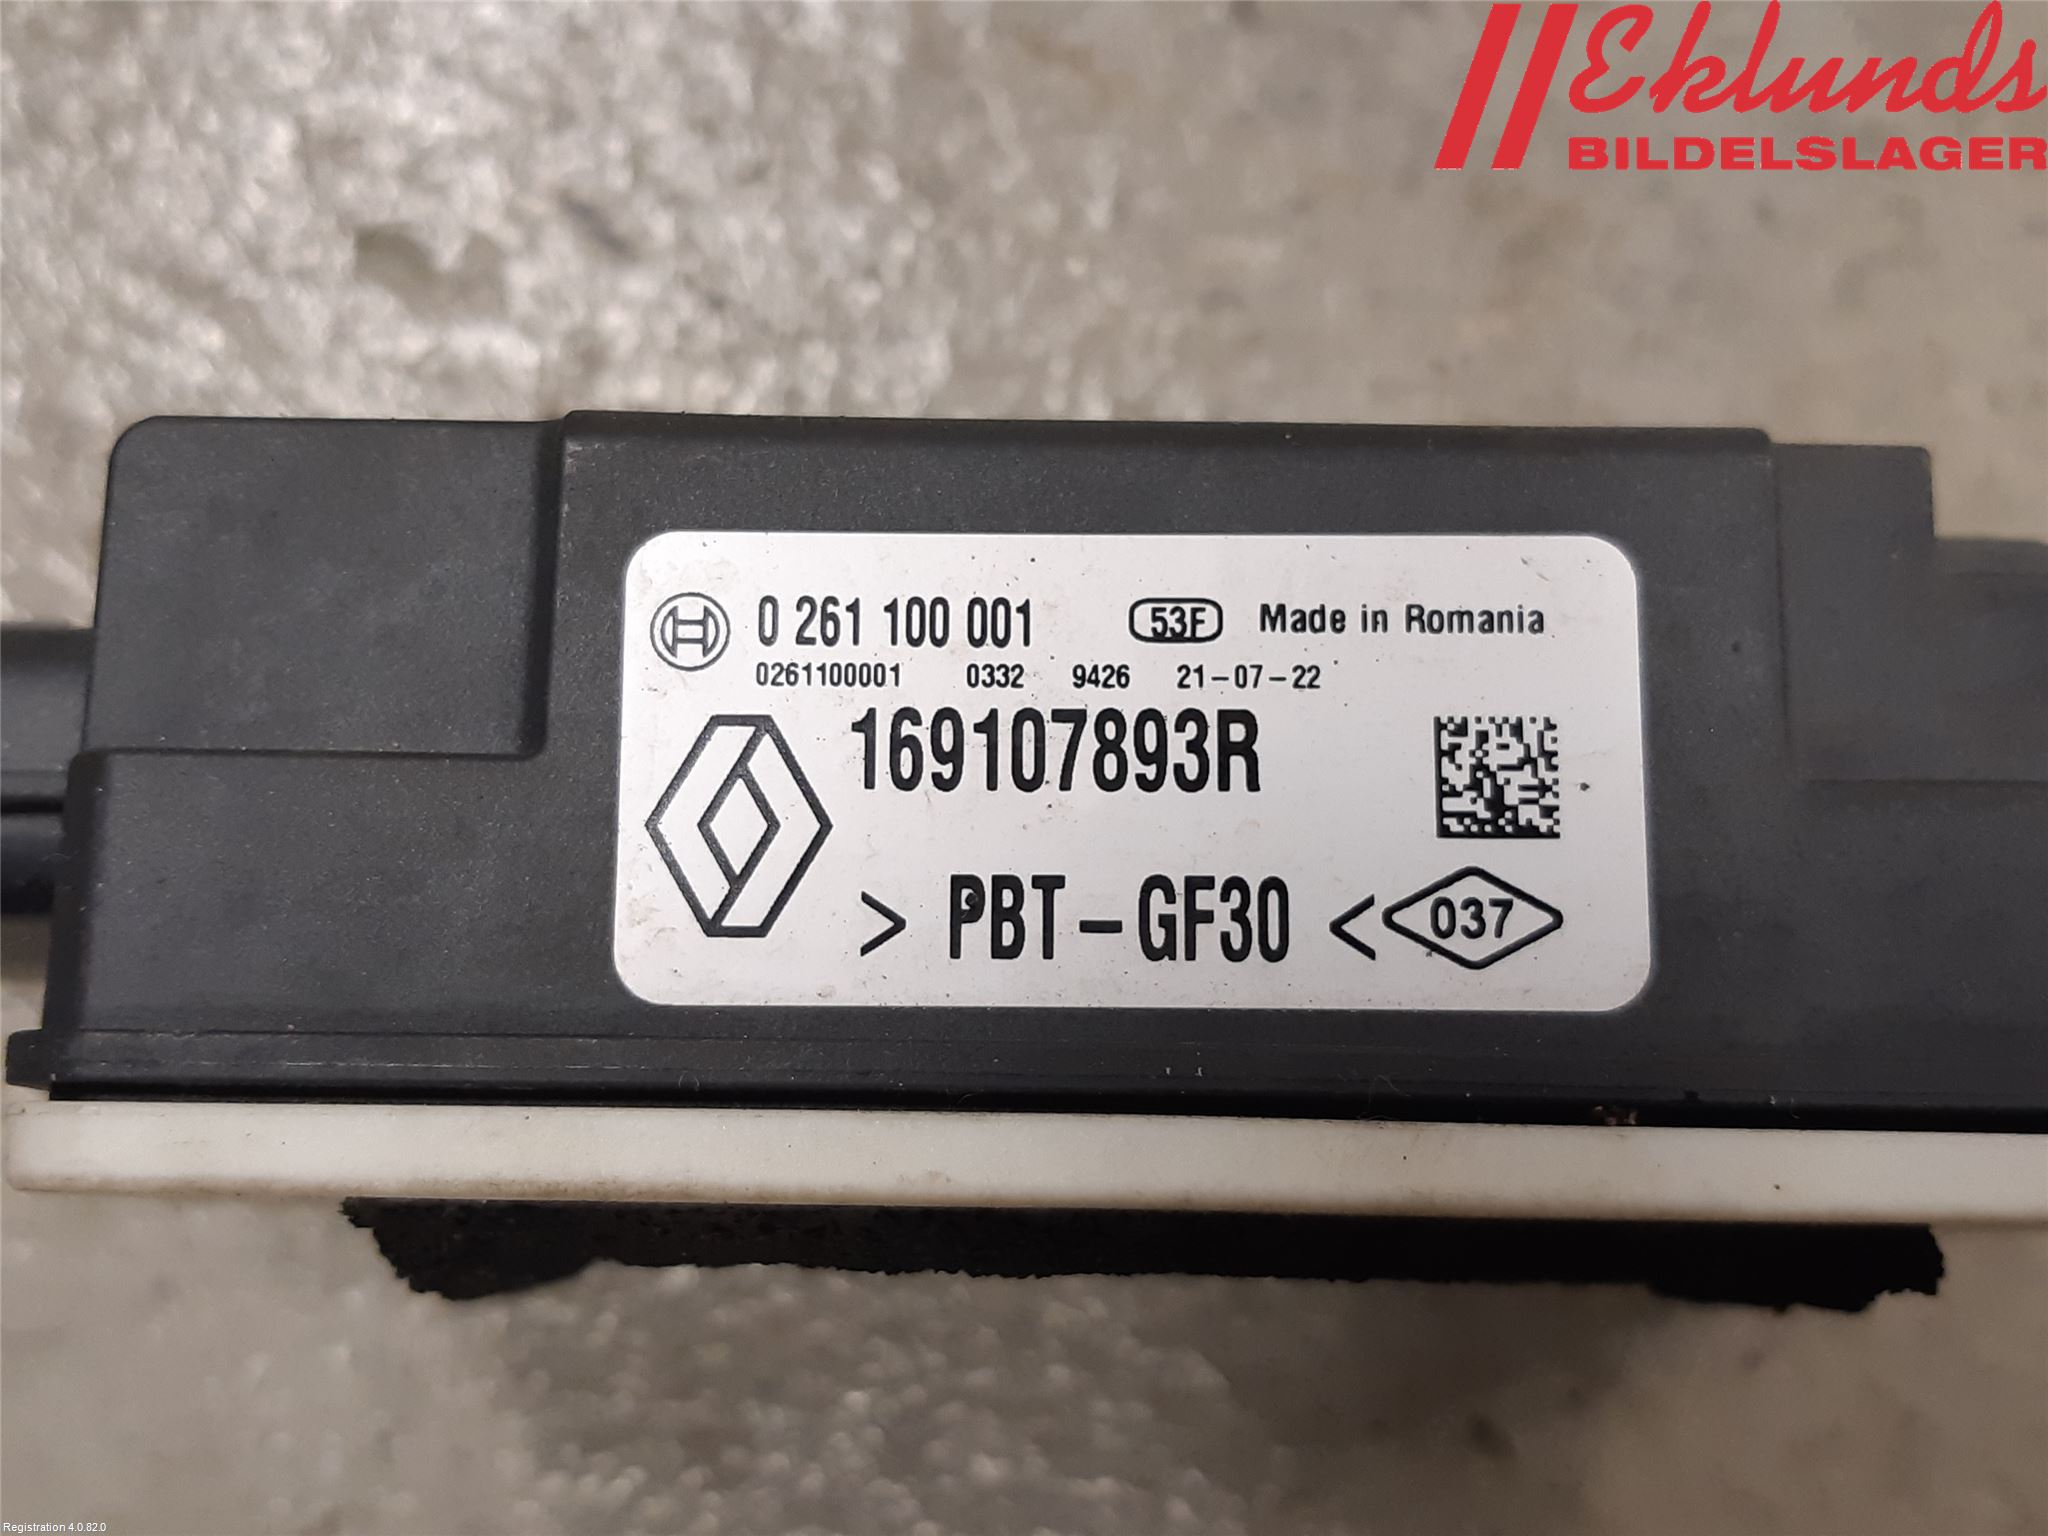 Eklunds
BILDELSLAGER
0 261 100 001 53F Made in Romania
0261100001 0332 9426 21-07-22
169107893R
> PBT-GF30 < 037
Registration 4.0.82.0